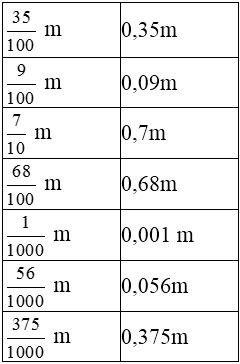 35/100 m 0,35m
9/100 m 0,09m
7/10 m 0,7m
68/100 m 0,68m
1/1000 m 0,001 m
56/1000 m 0,056m
375/1000 m 0,375m